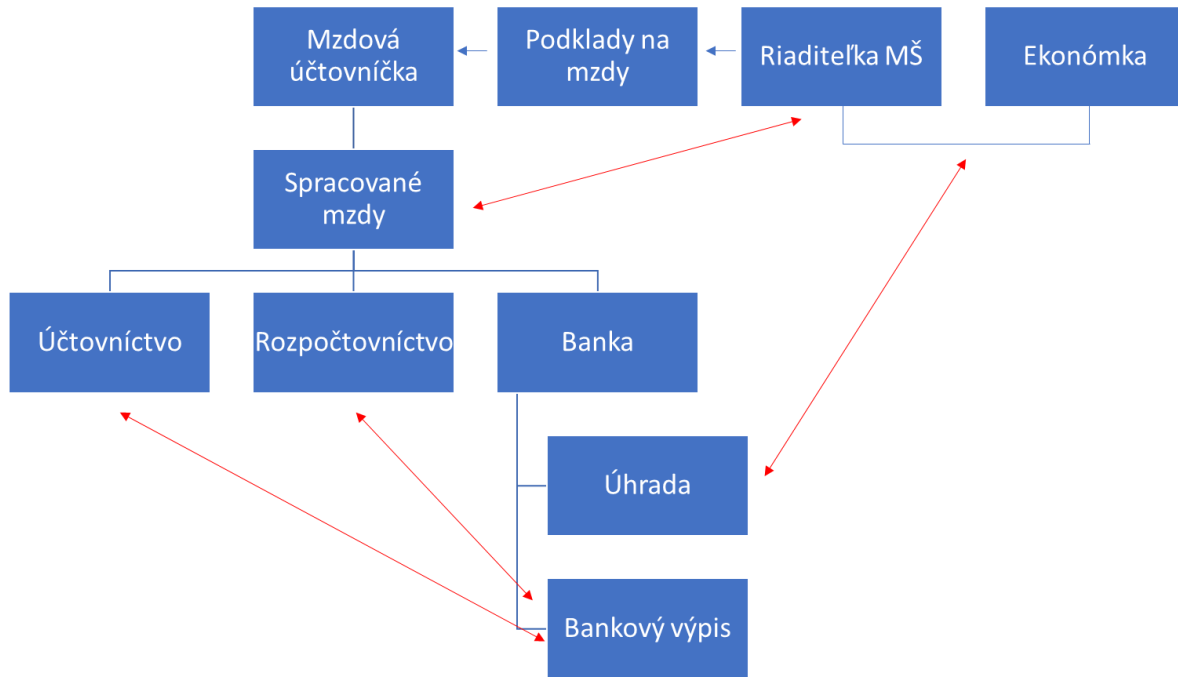 Mzdová
účtovníčka
Podklady na
mzdy
Riaditeľka MŠ
Ekonómka
Spracované
mzdy
Účtovníctvo
Rozpočtovníctvo
Banka
Úhrada
Bankový výpis